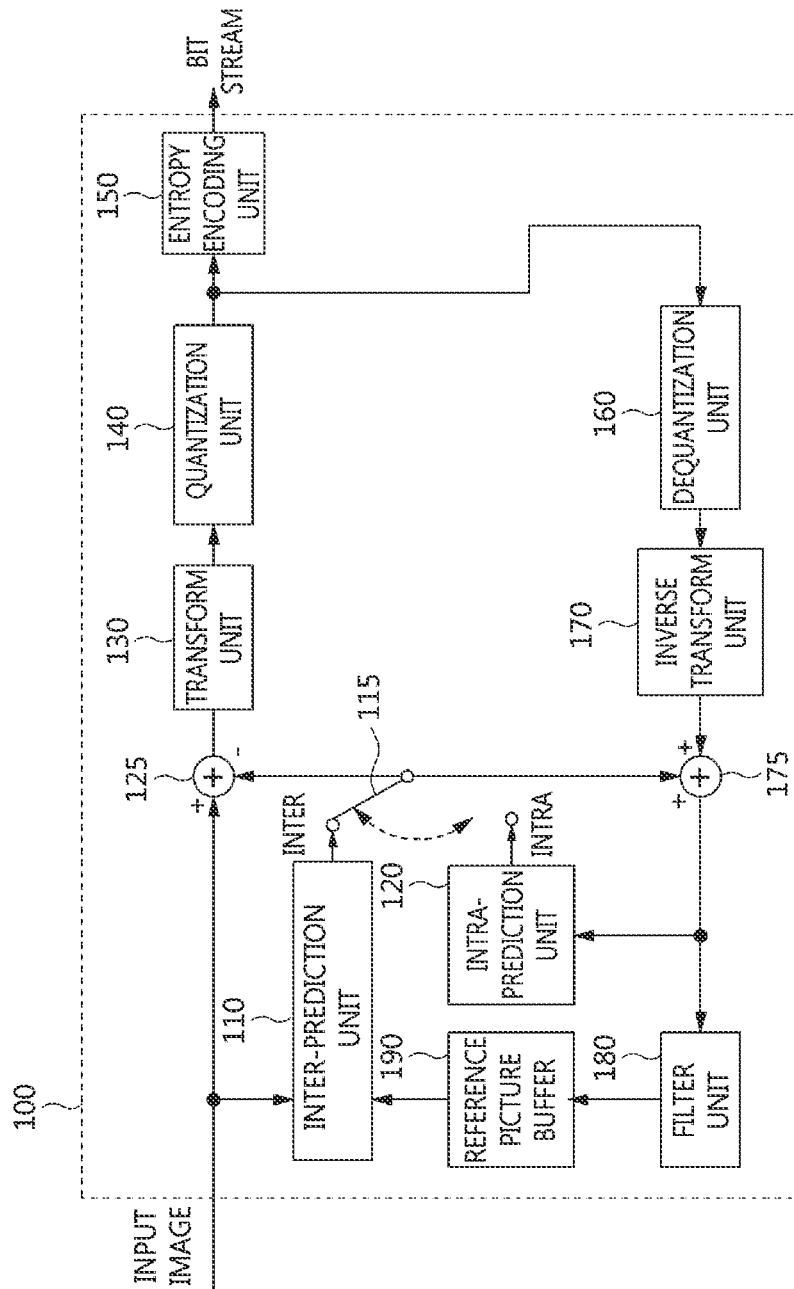 100
INPUT
IMAGE
125
+
+
-
130
TRANSFORM
UNIT
140
QUANTIZATION
UNIT
150
ENTROPY
ENCODING
UNIT
BIT
STREAM
110
INTER-PREDICTION
UNIT
INTER
115
190
REFERENCE
PICTURE
BUFFER
120
INTRA-
PREDICTION
UNIT
INTRA
180
FILTER
UNIT
+
+
+
175
170
INVERSE
TRANSFORM
UNIT
160
DEQUANTIZATION
UNIT